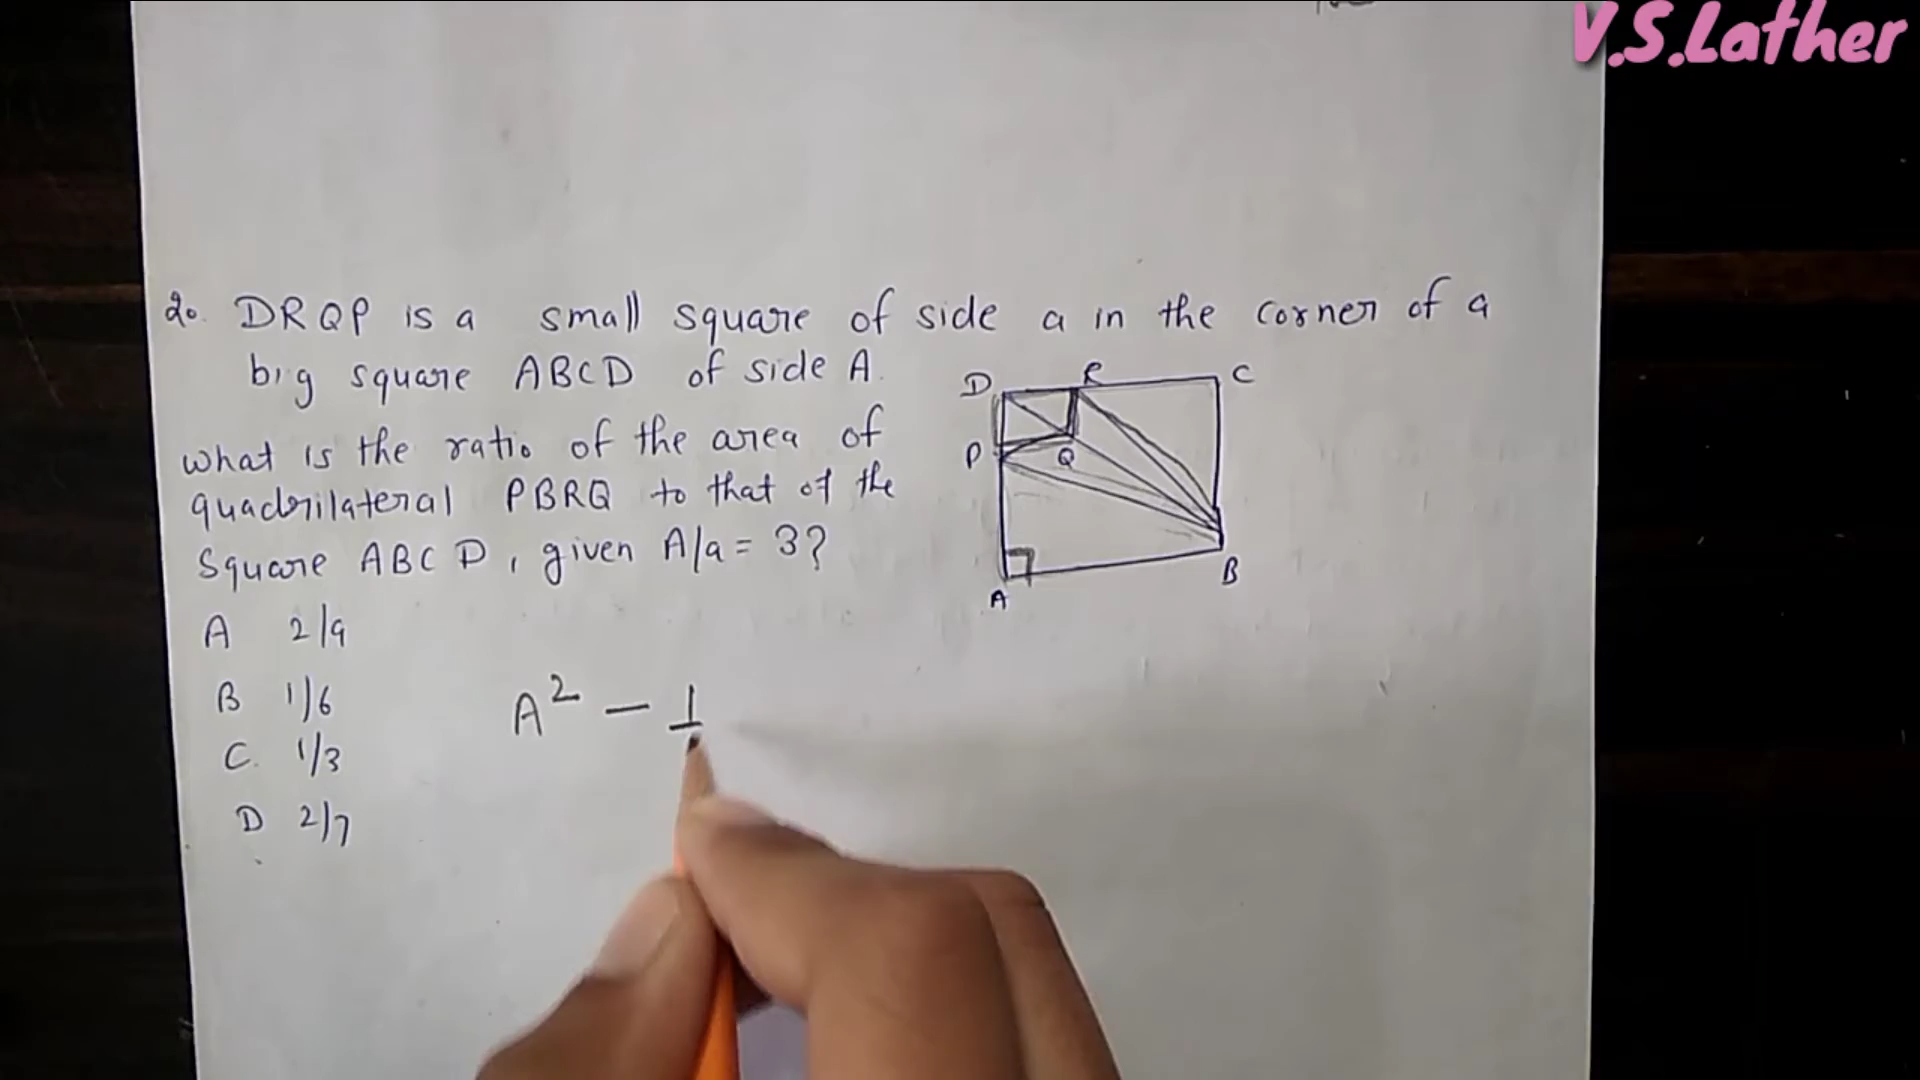 V.S.Lather
20. DRQP is a small square of side a in the corner of a
big square ABCD of side A.
What is the ratio of the area of
quadrilateral PBRQ to that of the
Square ABCD, given A/a = 3?
D R C
P Q
B
A
A 2/9
B 1/6
C. 1/3
D 2/7
A² - 1